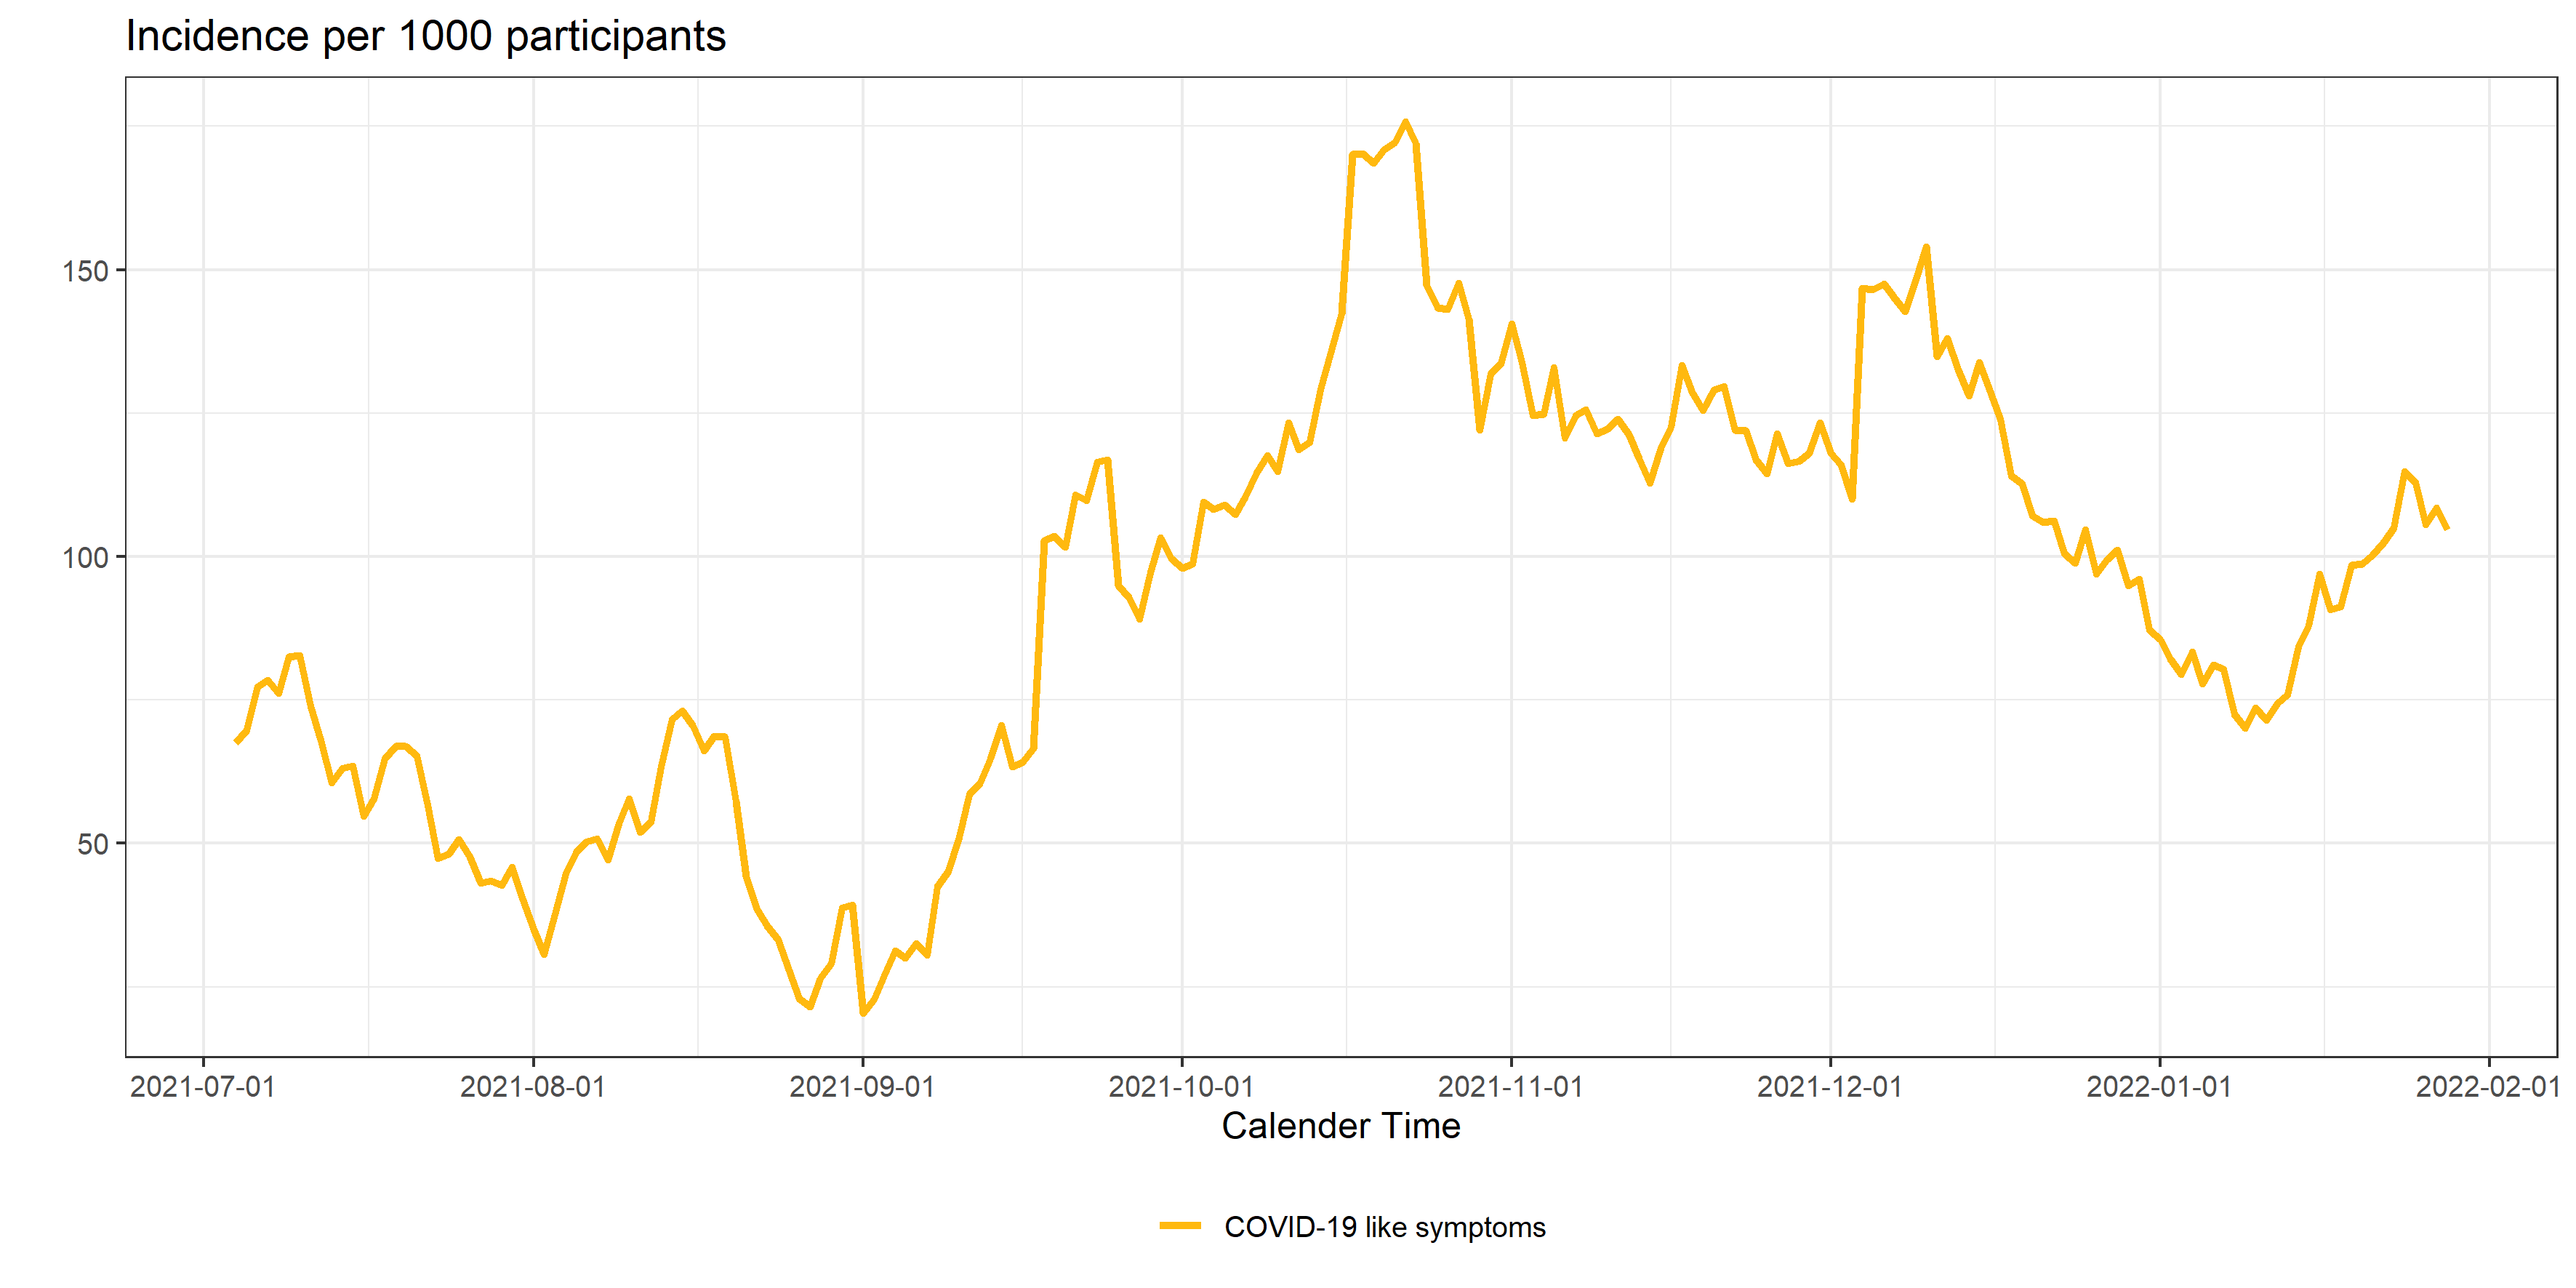 Incidence per 1000 participants
150
100
50
2021-07-01 2021-08-01 2021-09-01 2021-10-01 2021-11-01 2021-12-01 2022-01-01 2022-02-01
Calender Time
COVID-19 like symptoms